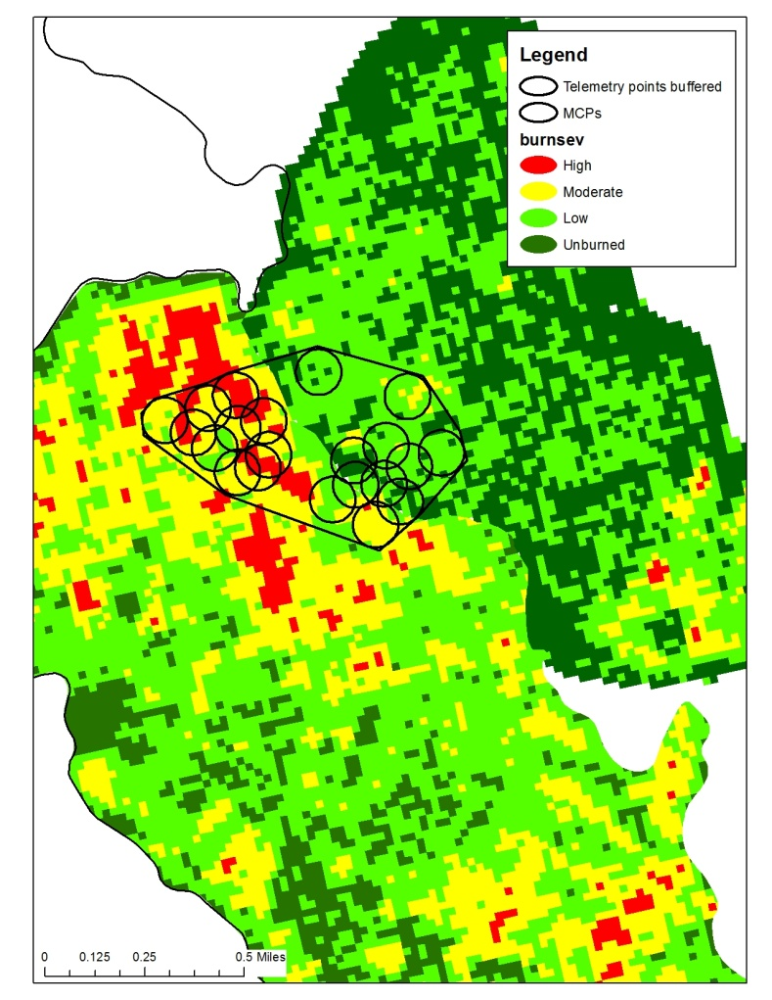 Legend
Telemetry points buffered
MCPs
burnsev
High
Moderate
Low
Unburned
0 0.125 0.25 0.5 Miles